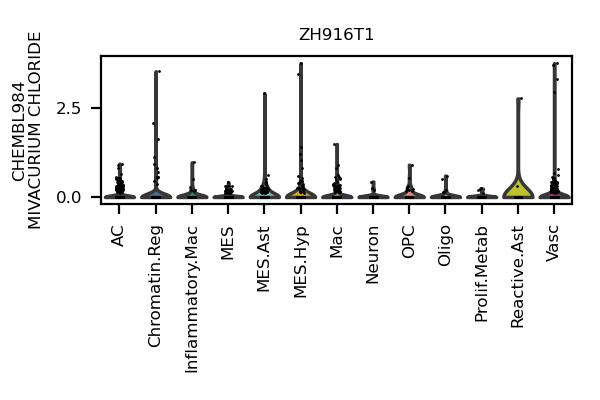 ZH916T1
CHEMBL984
MIVACURIUM CHLORIDE
2.5
0.0
AC
Chromatin.Reg
Inflammatory.Mac
MES
MES.Ast
MES.Hyp
Mac
Neuron
OPC
Oligo
Prolif.Metab
Reactive.Ast
Vasc